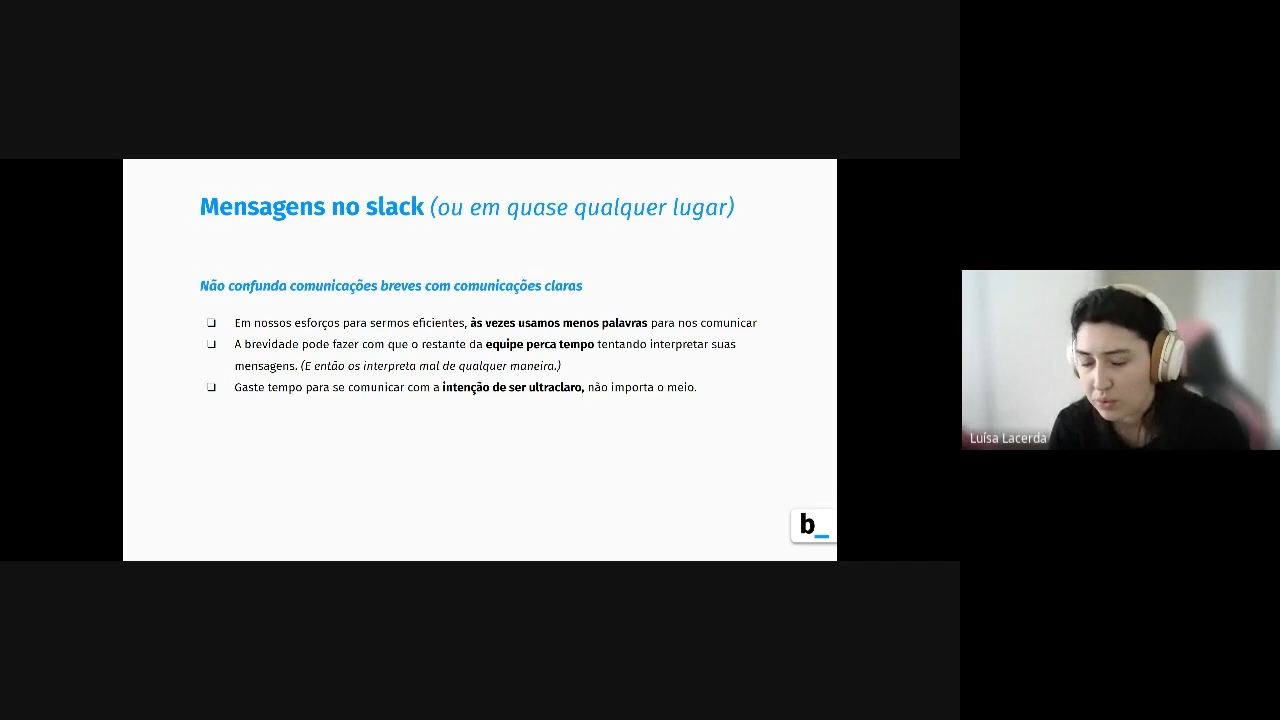 Mensagens no slack (ou em quase qualquer lugar)
Não confunda comunicações breves com comunicações claras
Em nossos esforços para sermos eficientes, às vezes usamos menos palavras para nos comunicar
A brevidade pode fazer com que o restante da equipe perca tempo tentando interpretar suas
mensagens. (E então os interpreta mal de qualquer maneira.)
Gaste tempo para se comunicar com a intenção de ser ultraclaro, não importa o meio.
b_
Luísa Lacerda